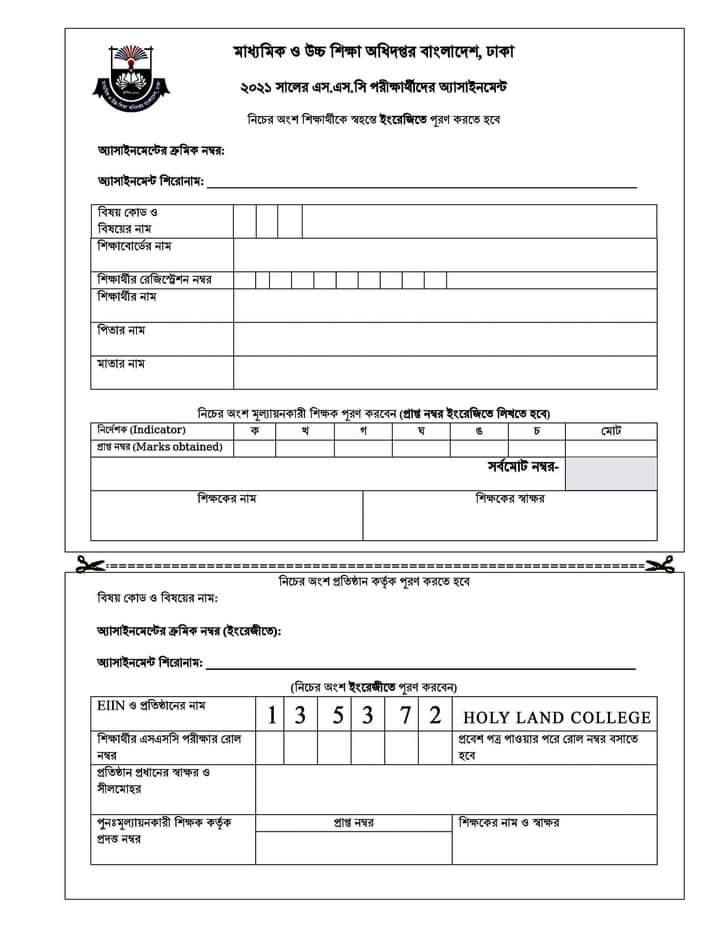 মাধ্যমিক ও উচ্চ শিক্ষা অধিদপ্তর বাংলাদেশ, ঢাকা
২০২১ সালের এস.এস.সি পরীক্ষার্থীদের অ্যাসাইনমেন্ট
নিচের অংশ শিক্ষার্থীকে স্বহস্তে ইংরেজিতে পূরণ করতে হবে
অ্যাসাইনমেন্টের ক্রমিক নম্বর:
অ্যাসাইনমেন্ট শিরোনাম:
বিষয় কোড ও
বিষয়ের নাম
শিক্ষাবোর্ডের নাম
শিক্ষার্থীর রেজিস্ট্রেশন নম্বর
শিক্ষার্থীর নাম
পিতার নাম
মাতার নাম
নিচের অংশ মূল্যায়নকারী শিক্ষক পূরণ করবেন (প্রাপ্ত নম্বর ইংরেজিতে লিখতে হবে)
নির্দেশক (Indicator) ক খ গ ঘ ঙ চ মোট
প্রাপ্ত নম্বর (Marks obtained)
সর্বমোট নম্বর-
শিক্ষকের নাম শিক্ষকের স্বাক্ষর
নিচের অংশ প্রতিষ্ঠান কর্তৃক পূরণ করতে হবে
বিষয় কোড ও বিষয়ের নাম:
অ্যাসাইনমেন্টের ক্রমিক নম্বর (ইংরেজীতে):
অ্যাসাইনমেন্ট শিরোনাম:
(নিচের অংশ ইংরেজীতে পূরণ করবেন)
EIIN ও প্রতিষ্ঠানের নাম 1 3 5 3 7 2 HOLY LAND COLLEGE
শিক্ষার্থীর এসএসসি পরীক্ষার রোল
নম্বর
প্রবেশ পত্র পাওয়ার পরে রোল নম্বর বসাতে
হবে
প্রতিষ্ঠান প্রধানের স্বাক্ষর ও
সীলমোহর
পুনঃমূল্যায়নকারী শিক্ষক কর্তৃক
প্রদত্ত নম্বর
প্রাপ্ত নম্বর
শিক্ষকের নাম ও স্বাক্ষর